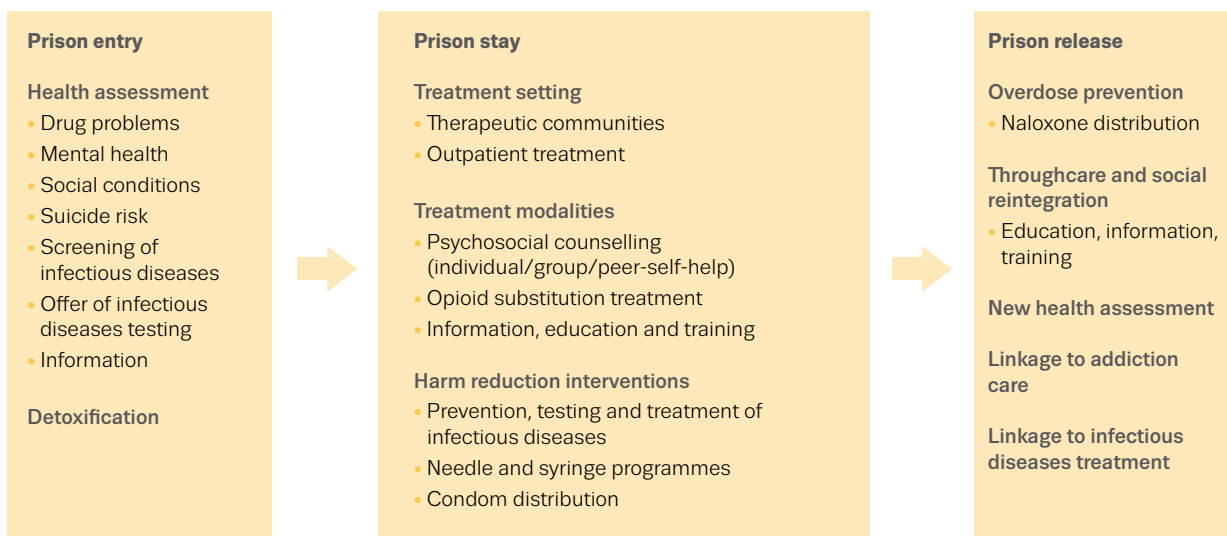 Prison entry
Health assessment
• Drug problems
• Mental health
• Social conditions
• Suicide risk
• Screening of
infectious diseases
• Offer of infectious
diseases testing
• Information
Detoxification
Prison stay
Treatment setting
• Therapeutic communities
• Outpatient treatment
Treatment modalities
• Psychosocial counselling
(individual/group/peer-self-help)
• Opioid substitution treatment
• Information, education and training
Harm reduction interventions
• Prevention, testing and treatment of
infectious diseases
• Needle and syringe programmes
• Condom distribution
Prison release
Overdose prevention
• Naloxone distribution
Throughcare and social
reintegration
• Education, information,
training
New health assessment
Linkage to addiction
care
Linkage to infectious
diseases treatment